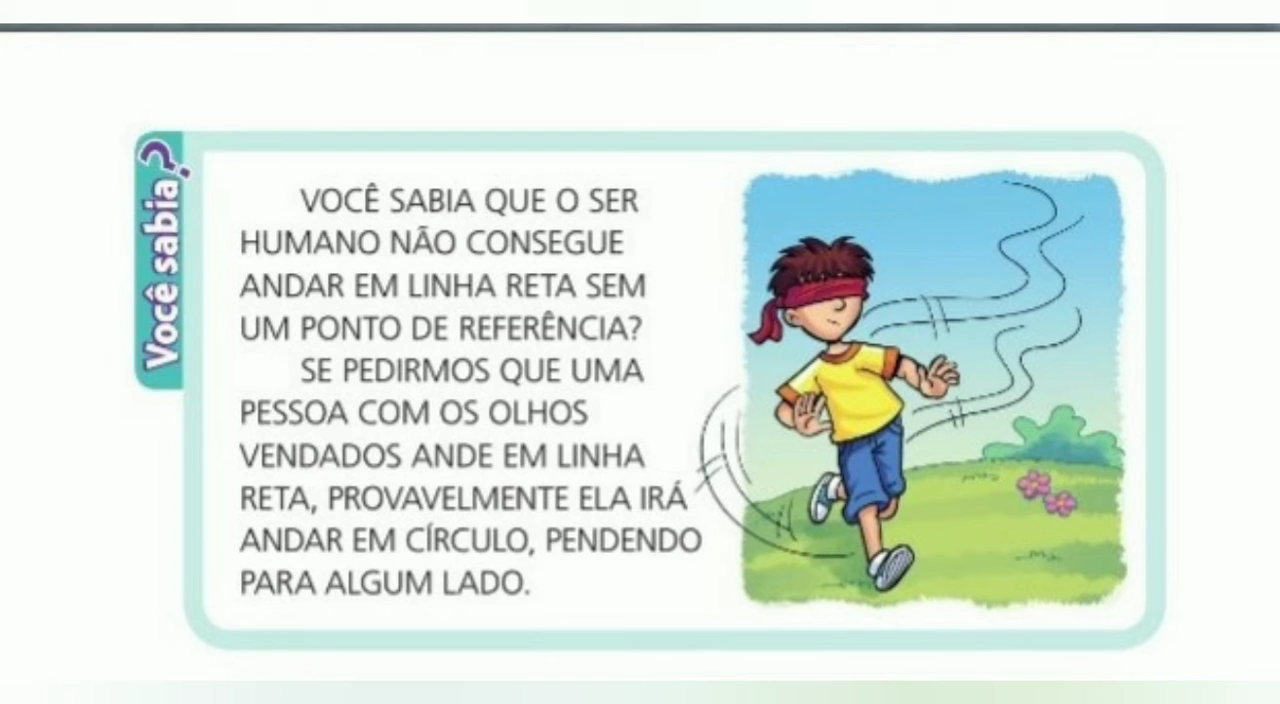 Você sabia?
VOCÊ SABIA QUE O SER
HUMANO NÃO CONSEGUE
ANDAR EM LINHA RETA SEM
UM PONTO DE REFERÊNCIA?
SE PEDIRMOS QUE UMA
PESSOA COM OS OLHOS
VENDADOS ANDE EM LINHA
RETA, PROVAVELMENTE ELA IRÁ
ANDAR EM CÍRCULO, PENDENDO
PARA ALGUM LADO.